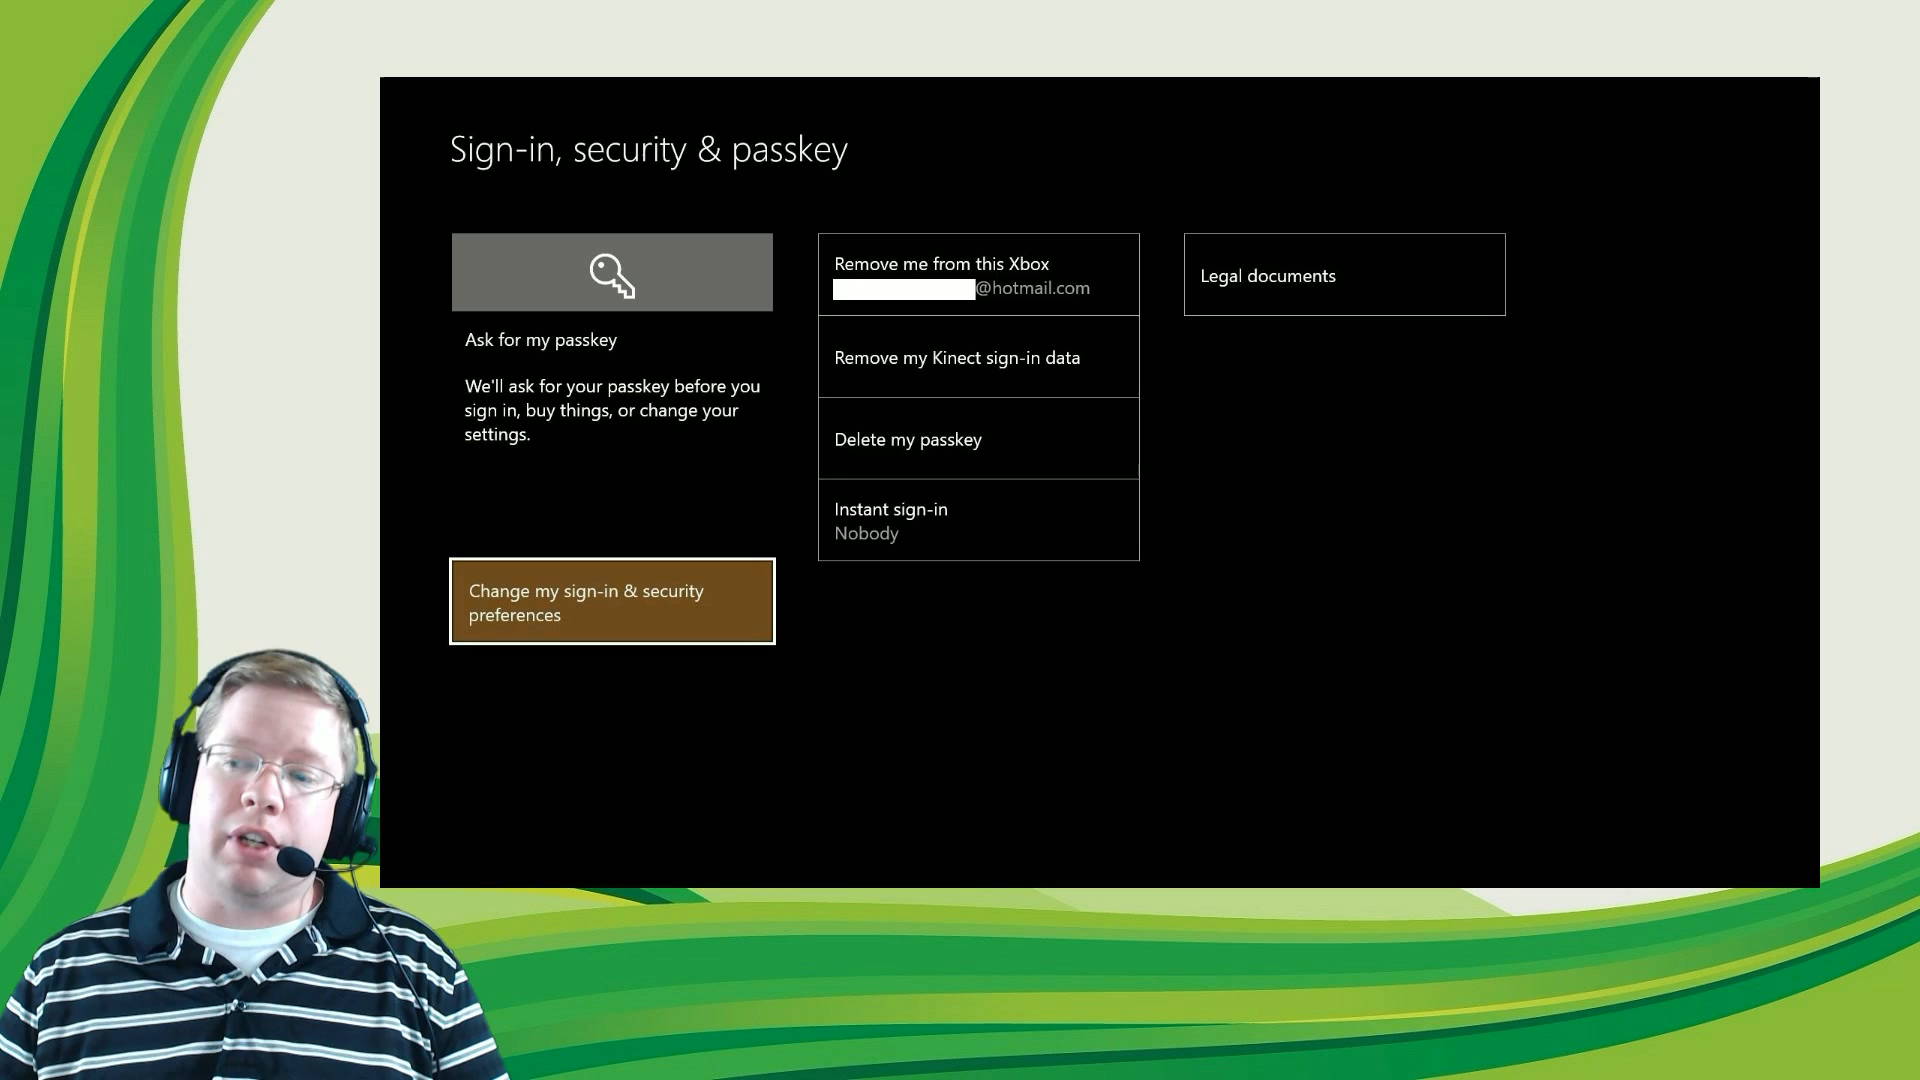 Sign-in, security & passkey
Ask for my passkey
We'll ask for your passkey before you
sign in, buy things, or change your
settings.
Change my sign-in & security
preferences
Remove me from this Xbox
@hotmail.com
Remove my Kinect sign-in data
Delete my passkey
Instant sign-in
Nobody
Legal documents